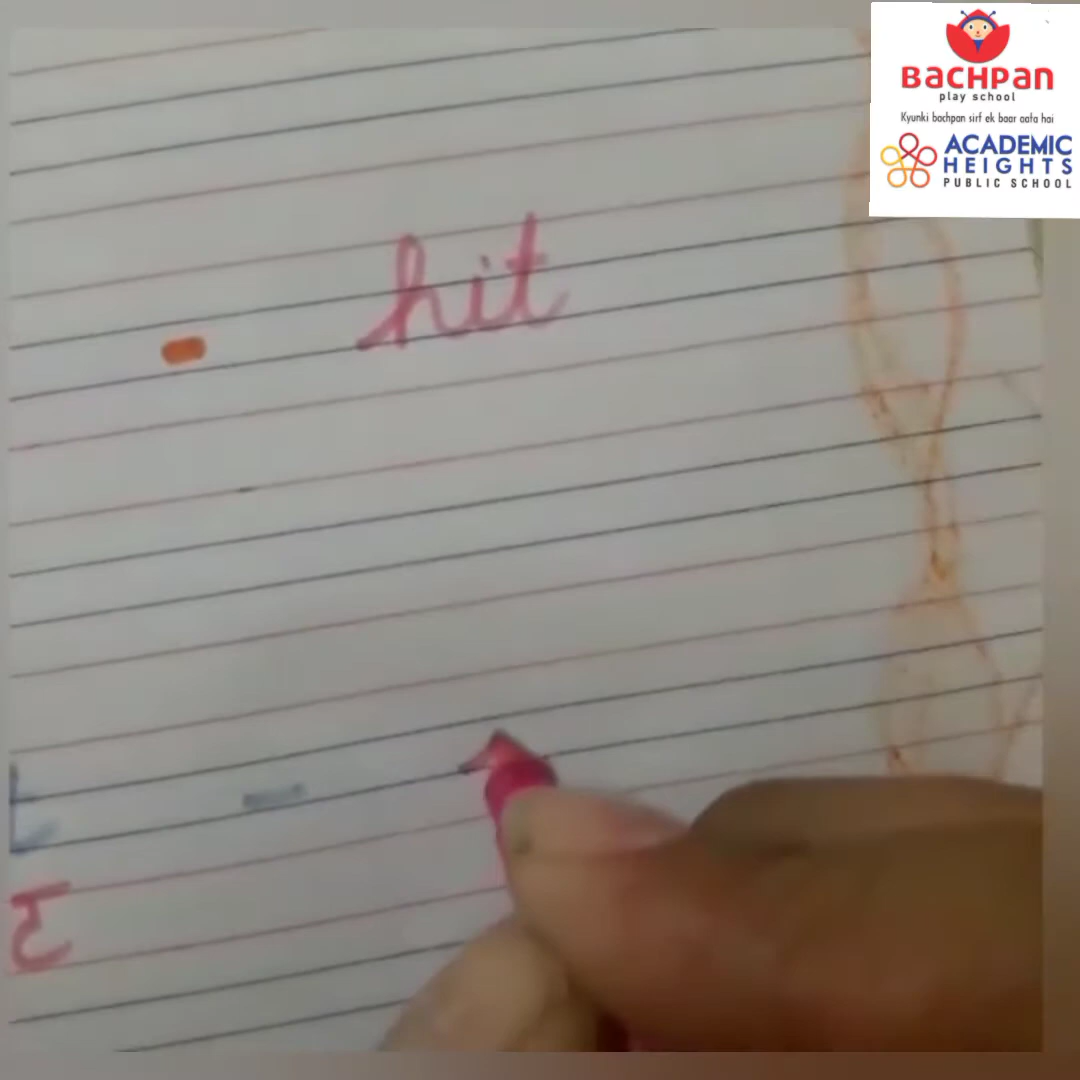 BACHPAN
play school
Kyunki bachpan sirf ek baar aata hai
ACADEMIC
HEIGHTS
PUBLIC SCHOOL
- hit
-
ट